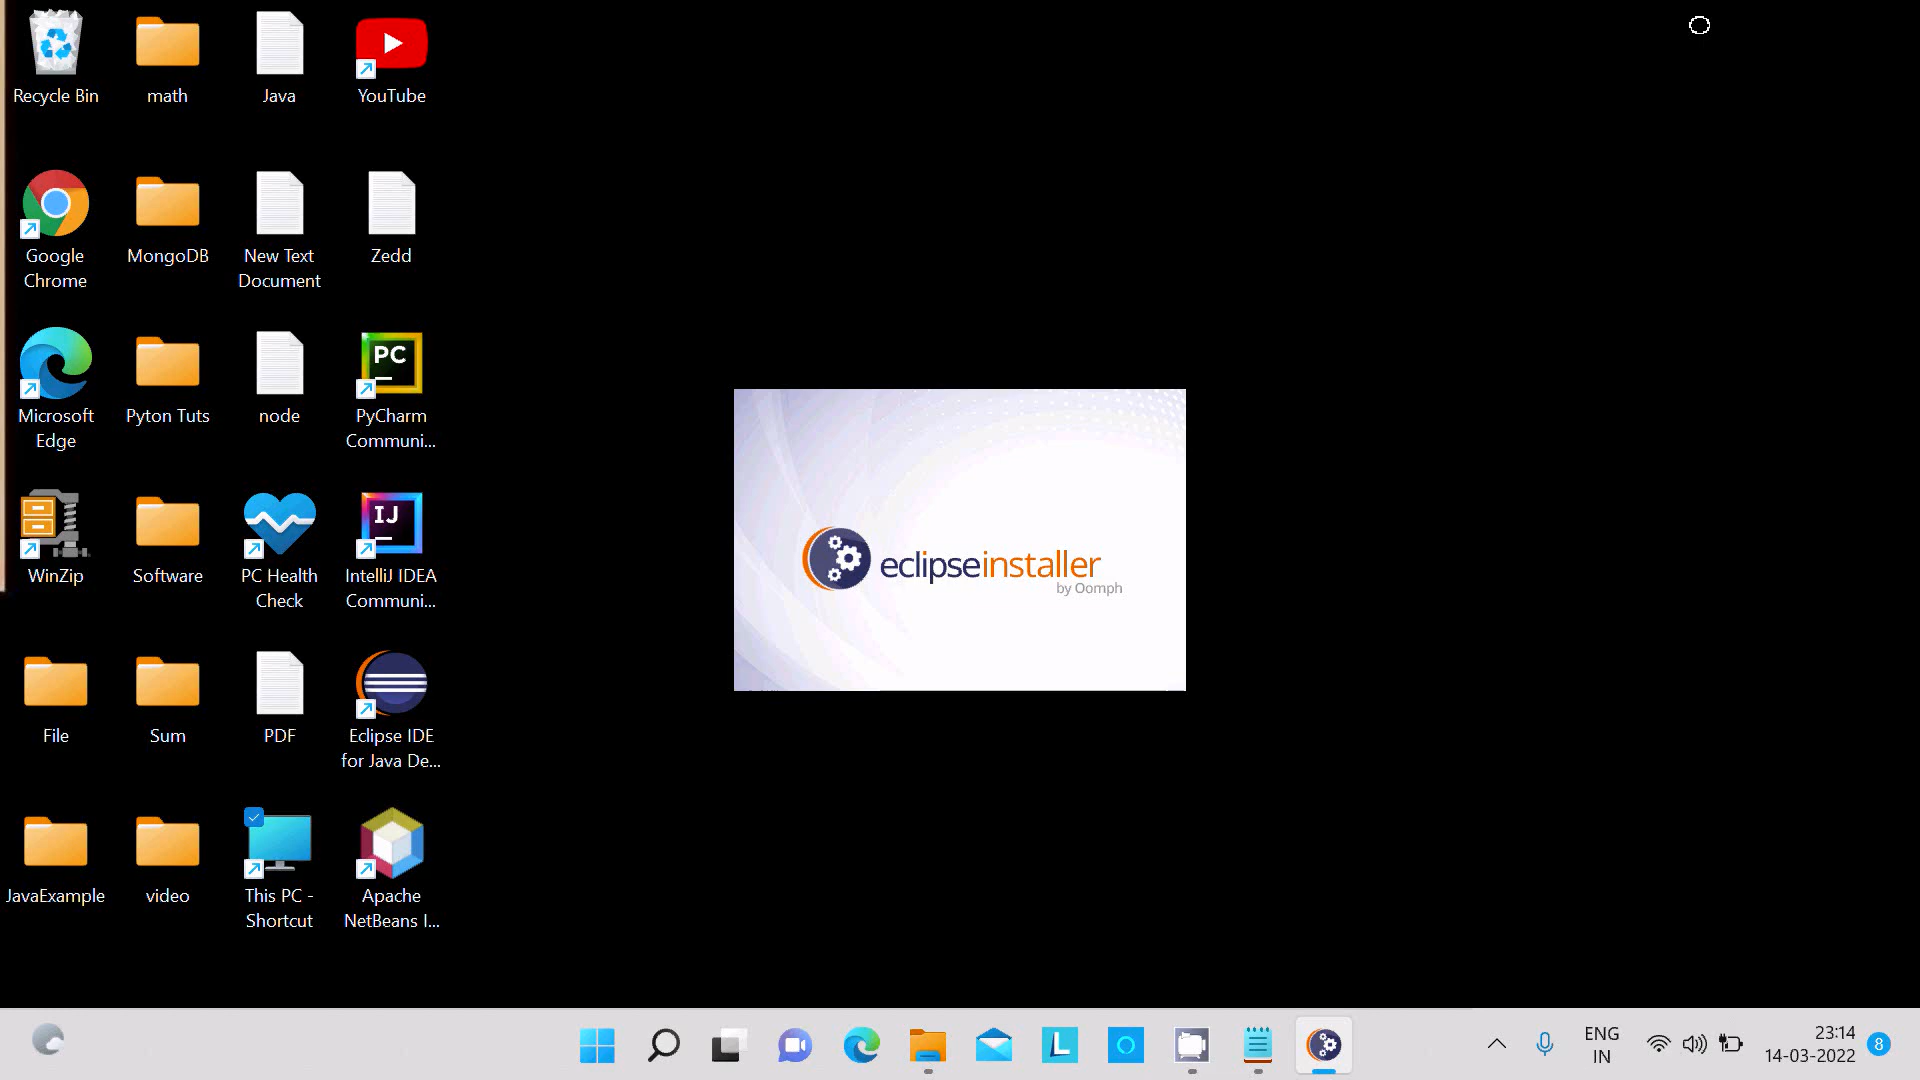 Recycle Bin
math
Java
YouTube
Google
Chrome
MongoDB
New Text
Document
Zedd
Microsoft
Edge
Pyton Tuts
node
PC
PyCharm
Communi...
WinZip
Software
PC Health
Check
IJ
IntelliJ IDEA
Communi...
eclipseinstaller
by Oomph
File
Sum
PDF
Eclipse IDE
for Java De...
JavaExample
video
This PC -
Shortcut
Apache
NetBeans I...
L
ENG
IN
23:14
14-03-2022
8